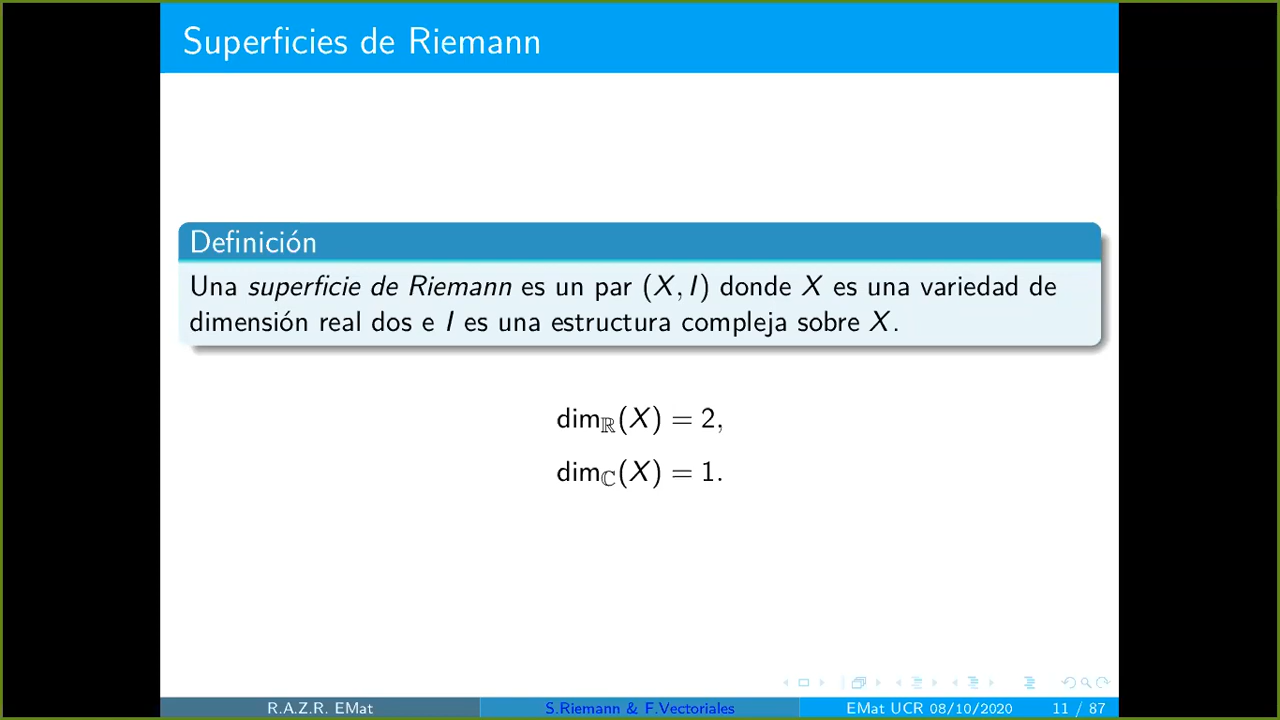 Superficies de Riemann
Definición
Una superficie de Riemann es un par (X, I) donde X es una variedad de
dimensión real dos e I es una estructura compleja sobre X.
dimℝ(X) = 2,
dimℂ(X) = 1.
R.A.Z.R. EMat
S.Riemann & F.Vectoriales
EMat UCR 08/10/2020
11 / 87